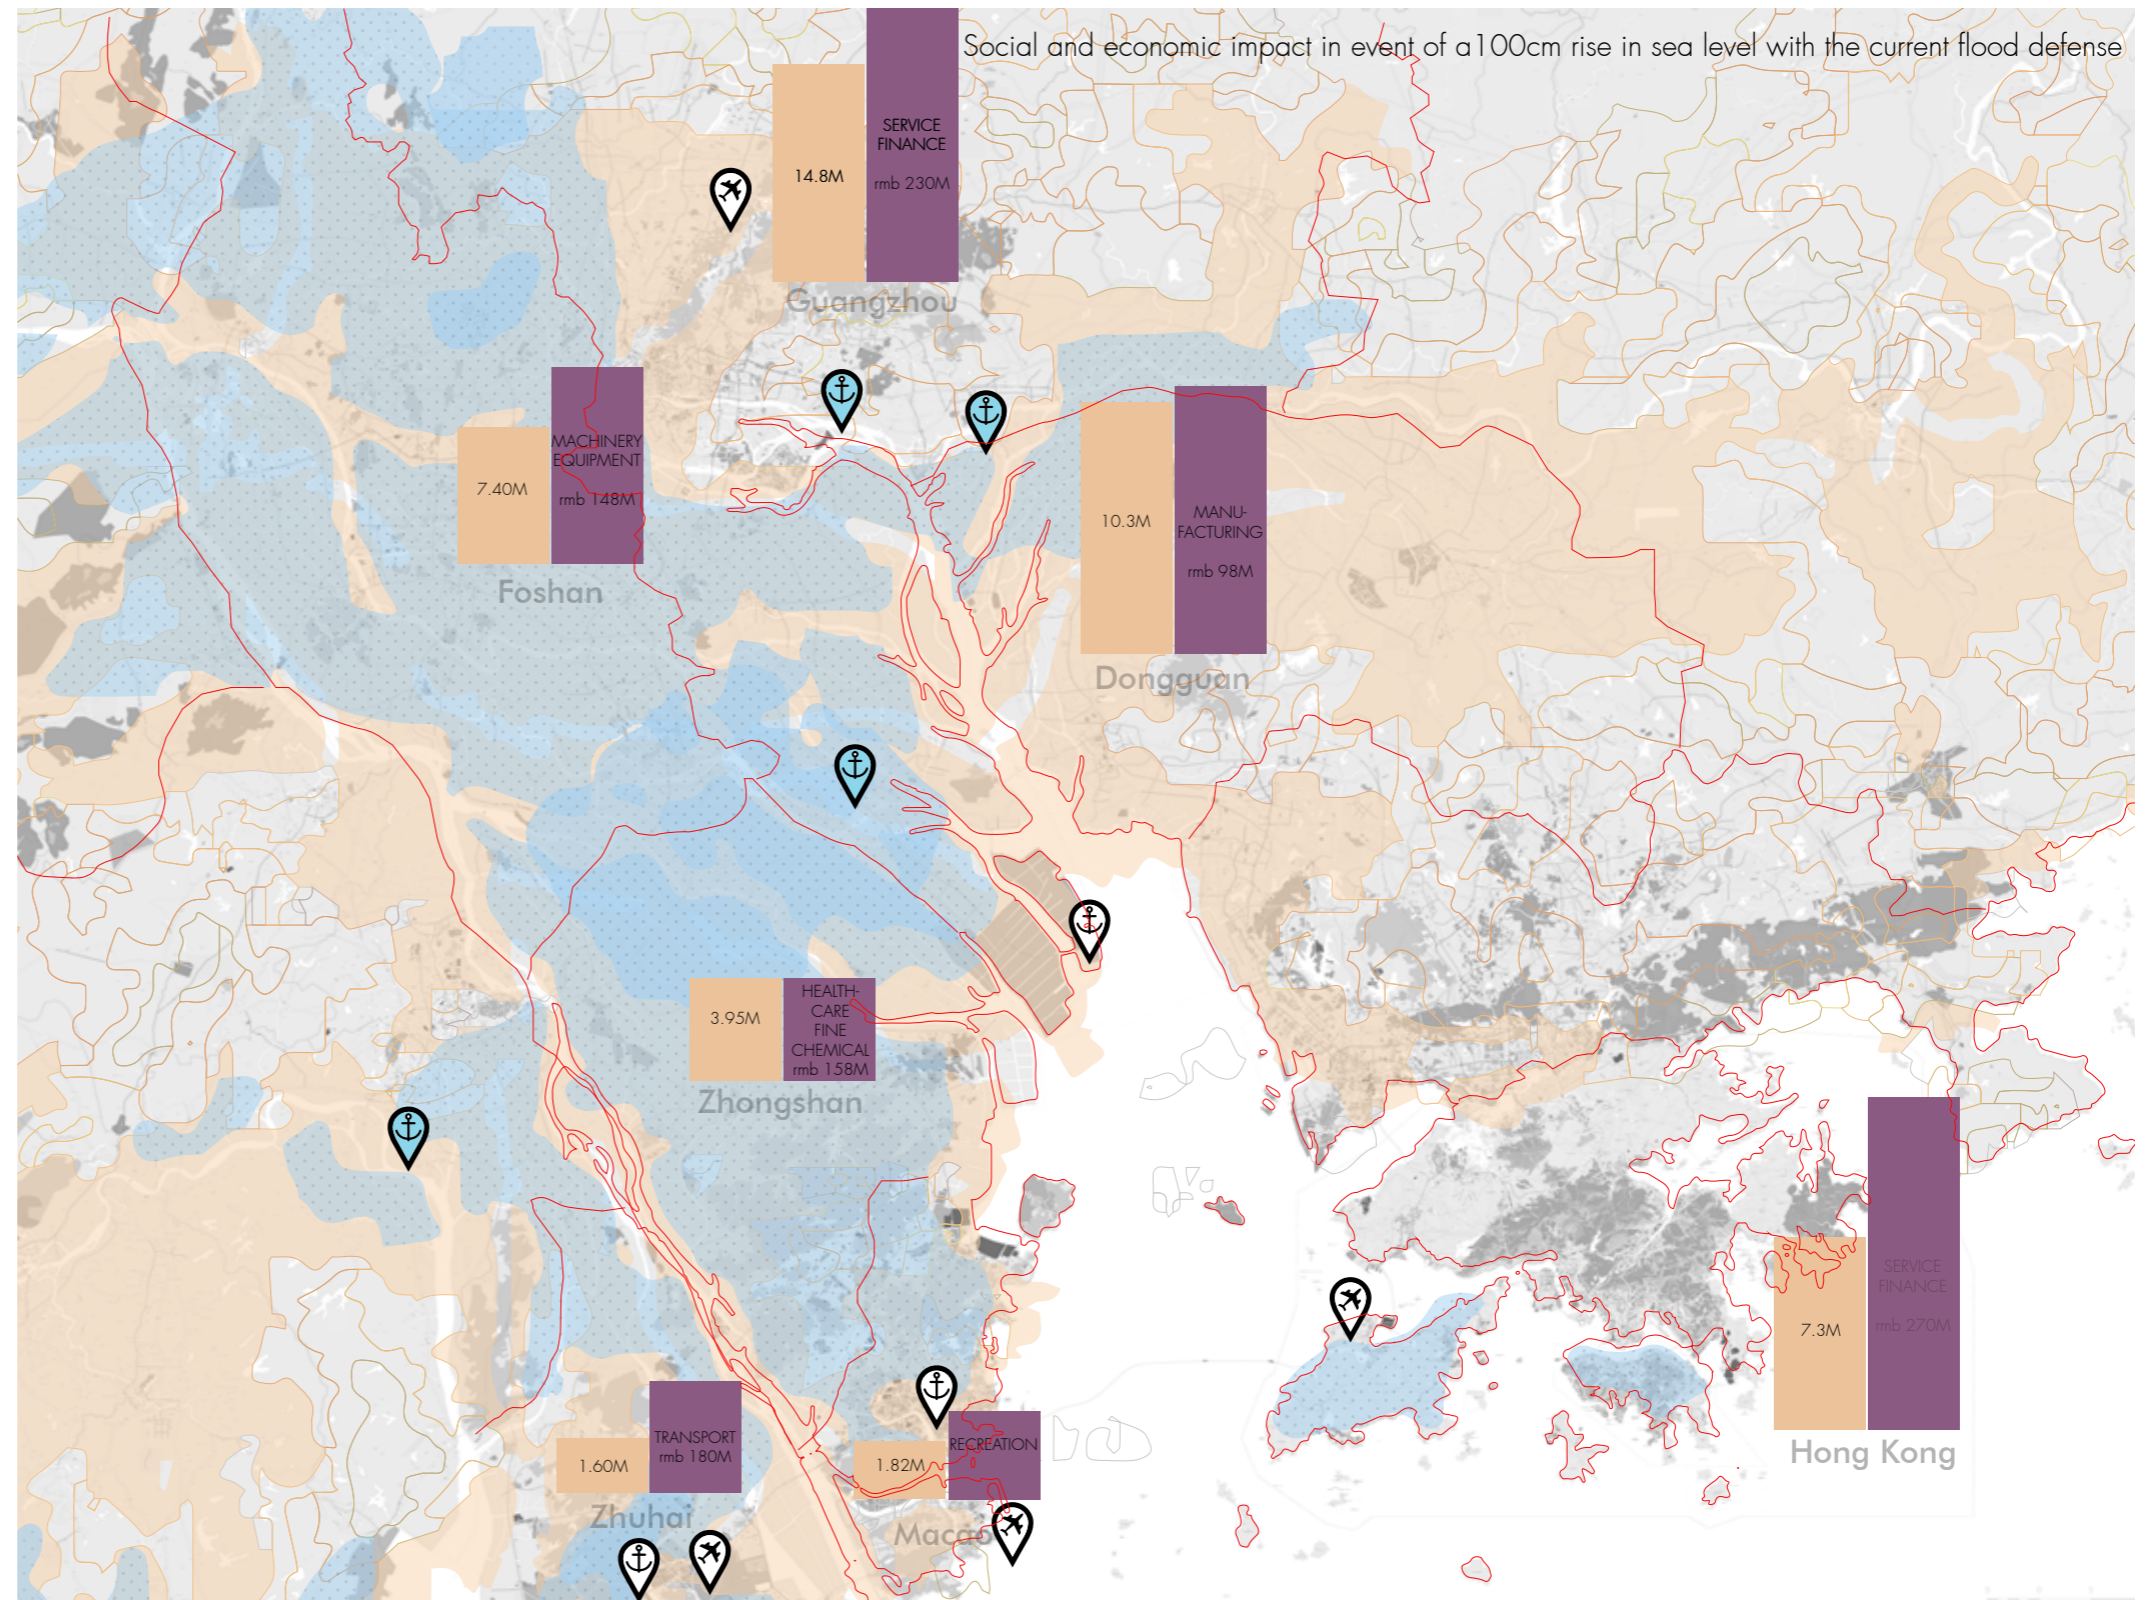 Social and economic impact in event of a100cm rise in sea level with the current flood defense
14.8M
SERVICE
FINANCE
rmb 230M
Guangzhou
7.40M
MACHINERY
EQUIPMENT
rmb 148M
Foshan
10.3M
MANU-
FACTURING
rmb 98M
Dongguan
3.95M
HEALTH-
CARE
FINE
CHEMICAL
rmb 158M
Zhongshan
7.3M
SERVICE
FINANCE
rmb 270M
Hong Kong
1.60M
TRANSPORT
rmb 180M
Zhuhai
1.82M
RECREATION
Macao